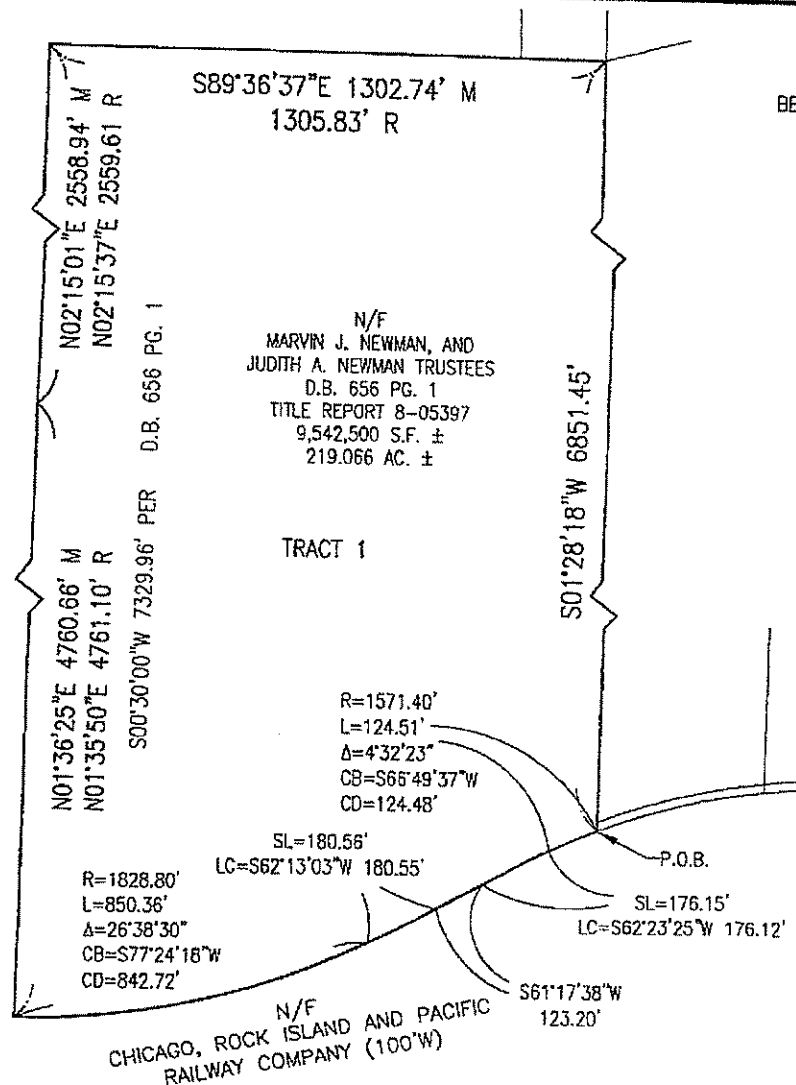 S89°36'37"E 1302.74' M
1305.83' R
N02°15'01"E 2558.94' M
N02°15'37"E 2559.61 R
N01°36'25"E 4760.66' M
N01°35'50"E 4761.10' R
S00°30'00"W 7329.96' PER D.B. 656 PG. 1
N/F
MARVIN J. NEWMAN, AND
JUDITH A. NEWMAN TRUSTEES
D.B. 656 PG. 1
TITLE REPORT 8-05397
9,542,500 S.F. ±
219.066 AC. ±
TRACT 1
S01°28'18"W 6851.45'
R=1571.40'
L=124.51'
Δ=4°32'23"
CB=S66°49'37"W
CD=124.48'
SL=180.56'
LC=S62°13'03"W 180.55'
R=1828.80'
L=850.36'
Δ=26°38'30"
CB=S77°24'18"W
CD=842.72'
P.O.B.
SL=176.15'
LC=S62°23'25"W 176.12'
S61°17'38"W
123.20'
N/F
CHICAGO, ROCK ISLAND AND PACIFIC
RAILWAY COMPANY (100'W)